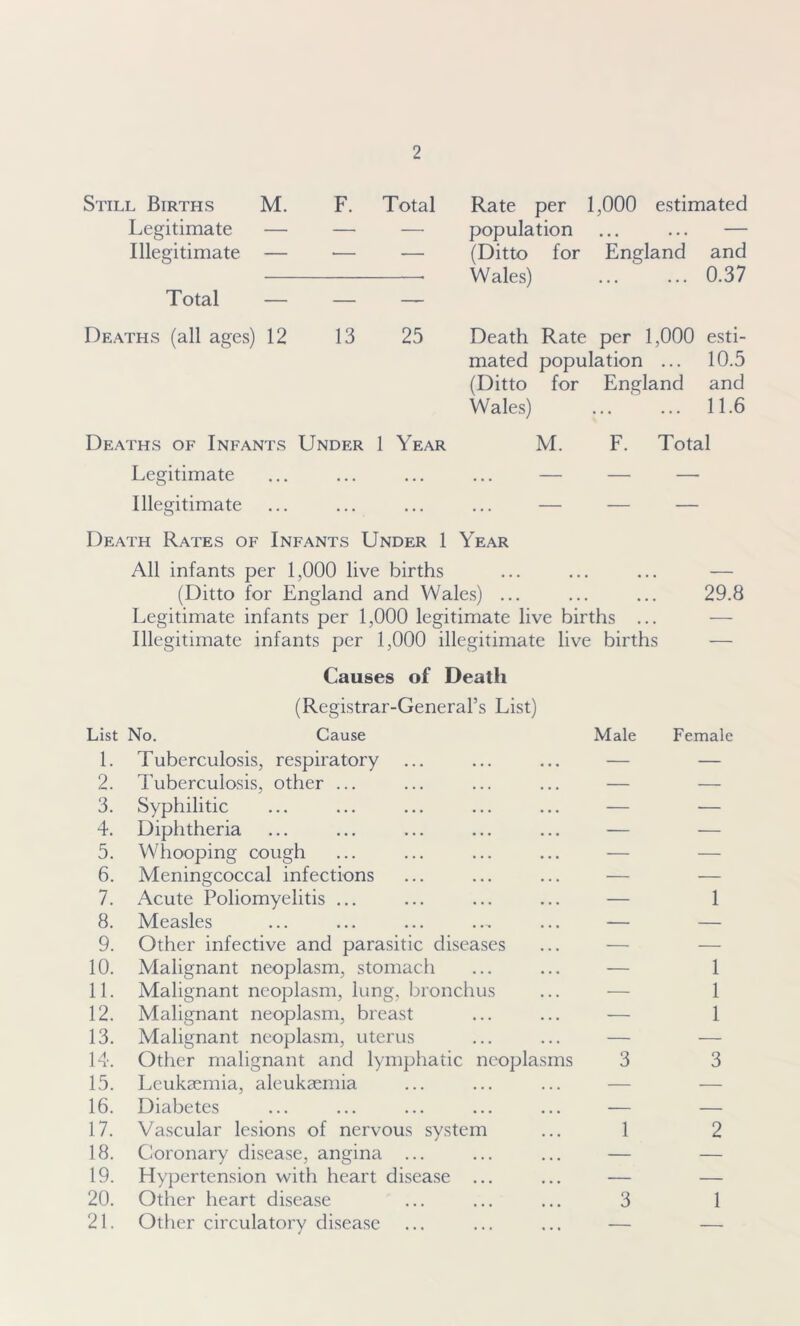 2
STILL BIRTHS M. F. Total Rate per 1,000 estimated
Legitimate — — — population ... ... —
Illegitimate — — — (Ditto for England and
Wales) ... ... 0.37
Total — — —
DEATHS (all ages) 12 13 25 Death Rate per 1,000 esti-
mated population ... 10.5
(Ditto for England and
Wales) ... ... 11.6
DEATHS OF INFANTS UNDER 1 YEAR M. F. Total
Legitimate ... ... ... ... — — —
Illegitimate ... ... ... ... — — —
DEATH RATES OF INFANTS UNDER 1 YEAR
All infants per 1,000 live births ... ... ... —
(Ditto for England and Wales) ... ... ... 29.8
Legitimate infants per 1,000 legitimate live births ... —
Illegitimate infants per 1,000 illegitimate live births —
Causes of Death
(Registrar-General's List)
List No. Cause Male Female
1. Tuberculosis, respiratory ... ... ... — —
2. Tuberculosis, other ... ... ... ... — —
3. Syphilitic ... ... ... ... ... — —
4. Diphtheria ... ... ... ... ... — —
5. Whooping cough ... ... ... ... — —
6. Meningcoccal infections ... ... ... — —
7. Acute Poliomyelitis ... ... ... ... — 1
8. Measles ... ... ... ... ... — —
9. Other infective and parasitic diseases ... — —
10. Malignant neoplasm, stomach ... ... — 1
11. Malignant neoplasm, lung, bronchus ... — 1
12. Malignant neoplasm, breast ... ... — 1
13. Malignant neoplasm, uterus ... ... — —
14. Other malignant and lymphatic neoplasms 3 3
15. Leukæmia, aleukæmia ... ... ... — —
16. Diabetes ... ... ... ... ... — —
17. Vascular lesions of nervous system ... 1 2
18. Coronary disease, angina ... ... ... — —
19. Hypertension with heart disease ... ... — —
20. Other heart disease ... ... ... 3 1
21. Other circulatory disease ... ... ... — —